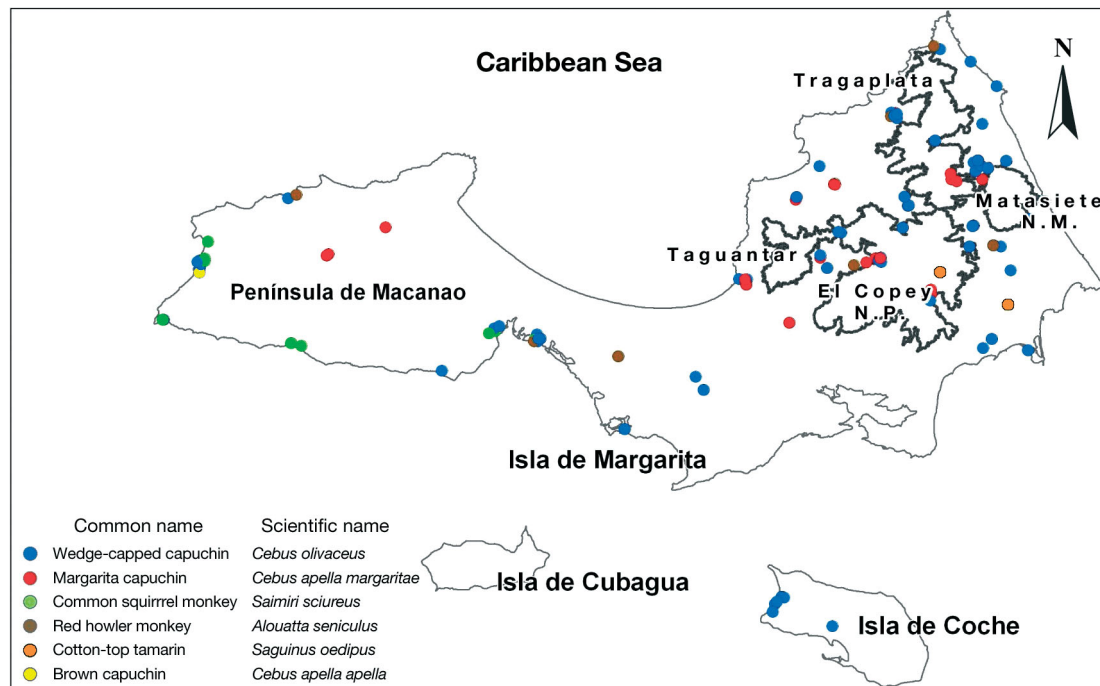 Caribbean Sea
N
Tragaplata
Matasiete
N.M.
Taguantar
Península de Macanao
El Copey
N.P.
Isla de Margarita
Isla de Cubagua
Isla de Coche
Common name Scientific name
Wedge-capped capuchin Cebus olivaceus
Margarita capuchin Cebus apella margaritae
Common squirrrel monkey Saimiri sciureus
Red howler monkey Alouatta seniculus
Cotton-top tamarin Saguinus oedipus
Brown capuchin Cebus apella apella